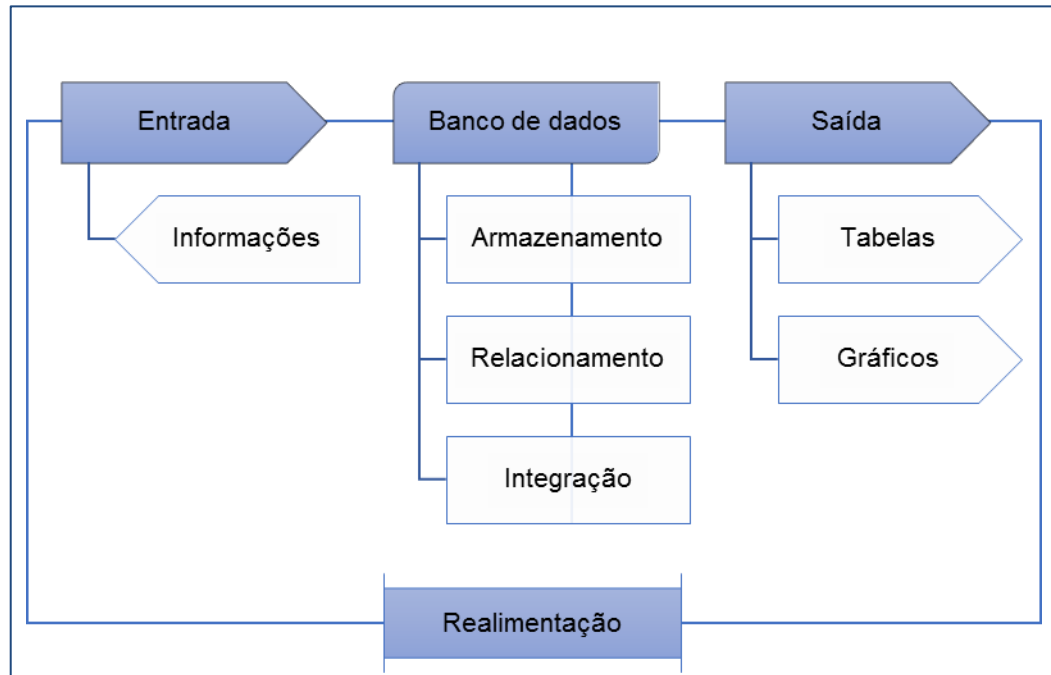 Entrada
Banco de dados
Saída
Informações
Armazenamento
Tabelas
Relacionamento
Gráficos
Integração
Realimentação